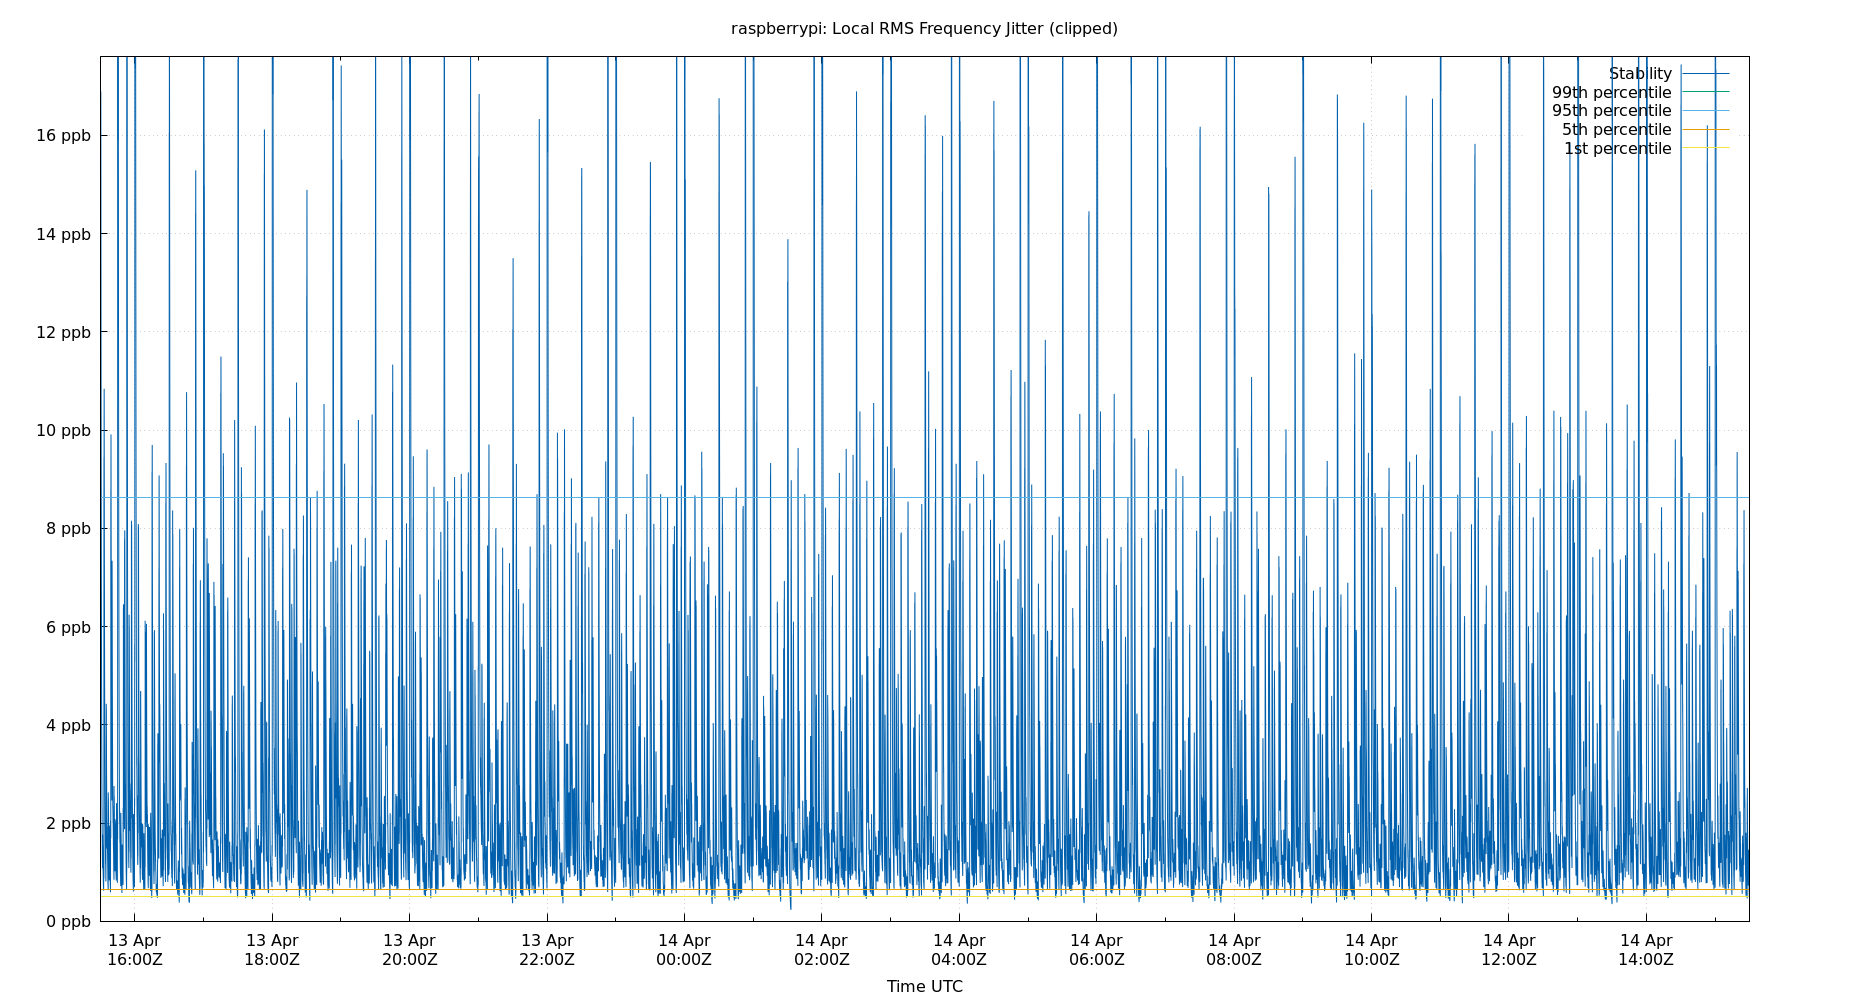 raspberrypi: Local RMS Frequency Jitter (clipped)
Stability
99th percentile
95th percentile
5th percentile
1st percentile
16 ppb
14 ppb
12 ppb
10 ppb
8 ppb
6 ppb
4 ppb
2 ppb
0 ppb
13 Apr 13 Apr 13 Apr 13 Apr 14 Apr 14 Apr 14 Apr 14 Apr 14 Apr 14 Apr 14 Apr 14 Apr
16:00Z 18:00Z 20:00Z 22:00Z 00:00Z 02:00Z 04:00Z 06:00Z 08:00Z 10:00Z 12:00Z 14:00Z
Time UTC